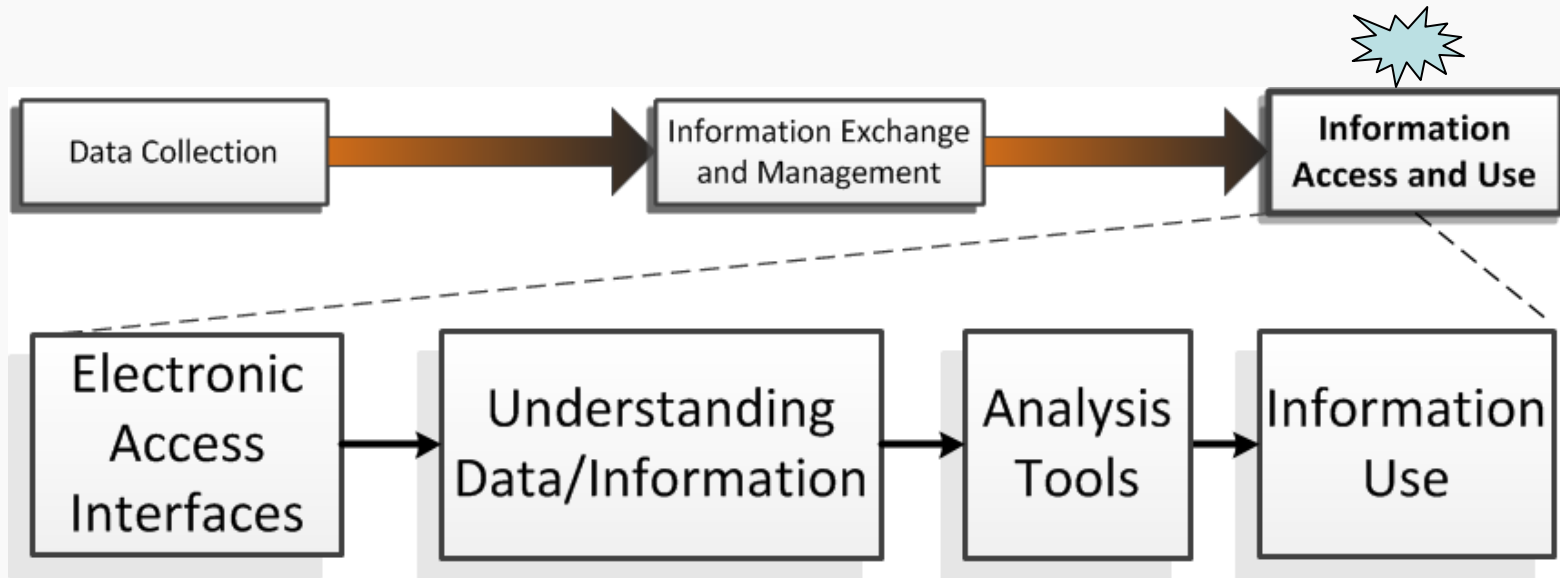 Data Collection
Information Exchange
and Management
Information
Access and Use
Electronic
Access
Interfaces
Understanding
Data/Information
Analysis
Tools
Information
Use